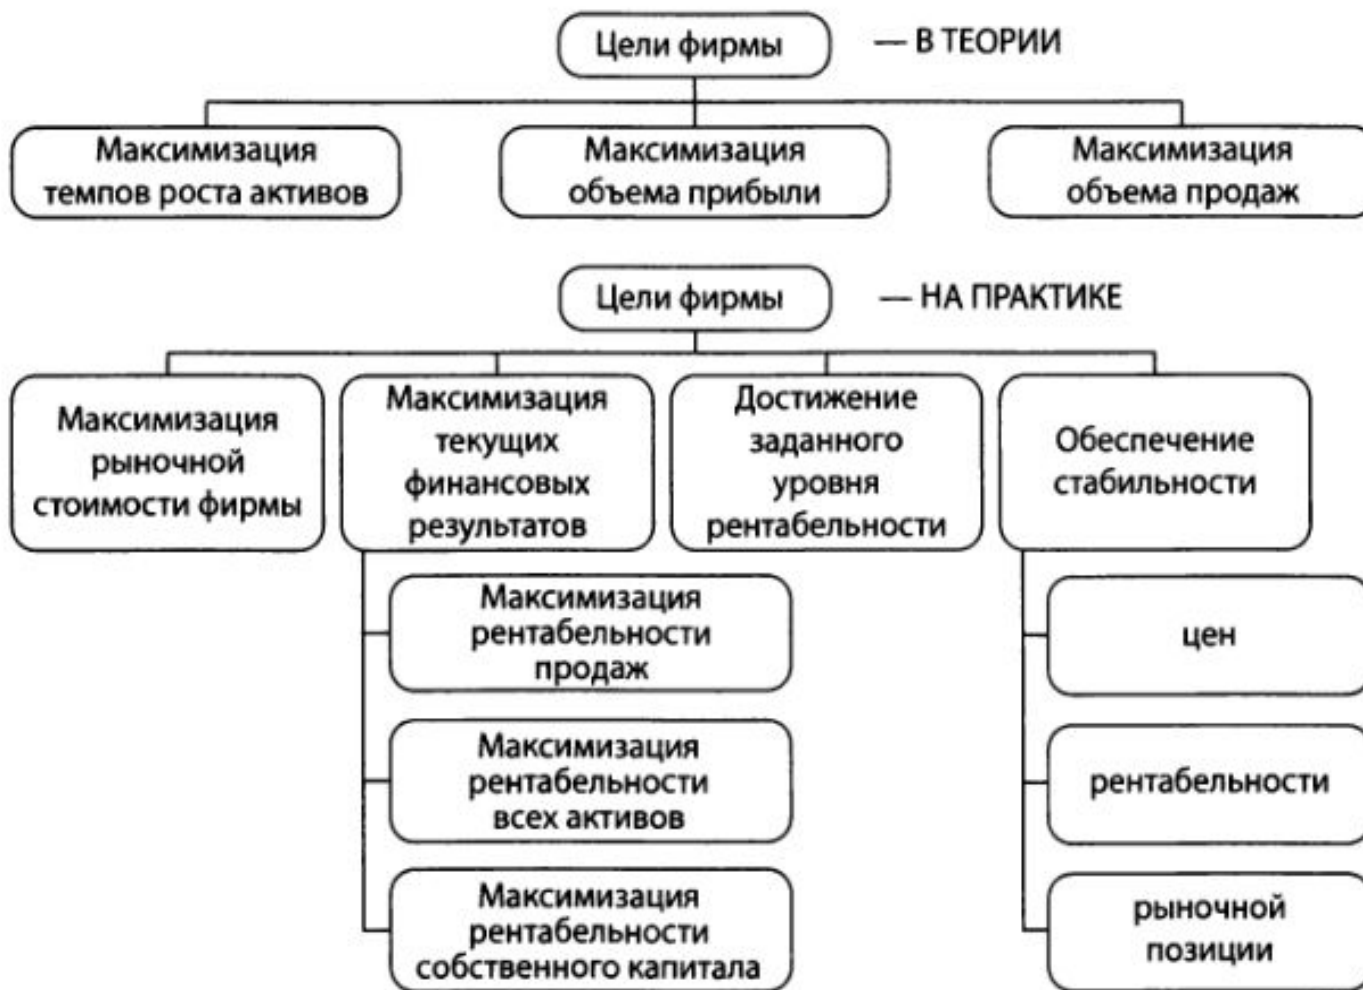 Цели фирмы — В ТЕОРИИ
Максимизация
темпов роста активов
Максимизация
объема прибыли
Максимизация
объема продаж
Цели фирмы — НА ПРАКТИКЕ
Максимизация
рыночной
стоимости фирмы
Максимизация
текущих
финансовых
результатов
Достижение
заданного
уровня
рентабельности
Обеспечение
стабильности
Максимизация
рентабельности
продаж
Максимизация
рентабельности
всех активов
Максимизация
рентабельности
собственного капитала
цен
рентабельности
рыночной
позиции